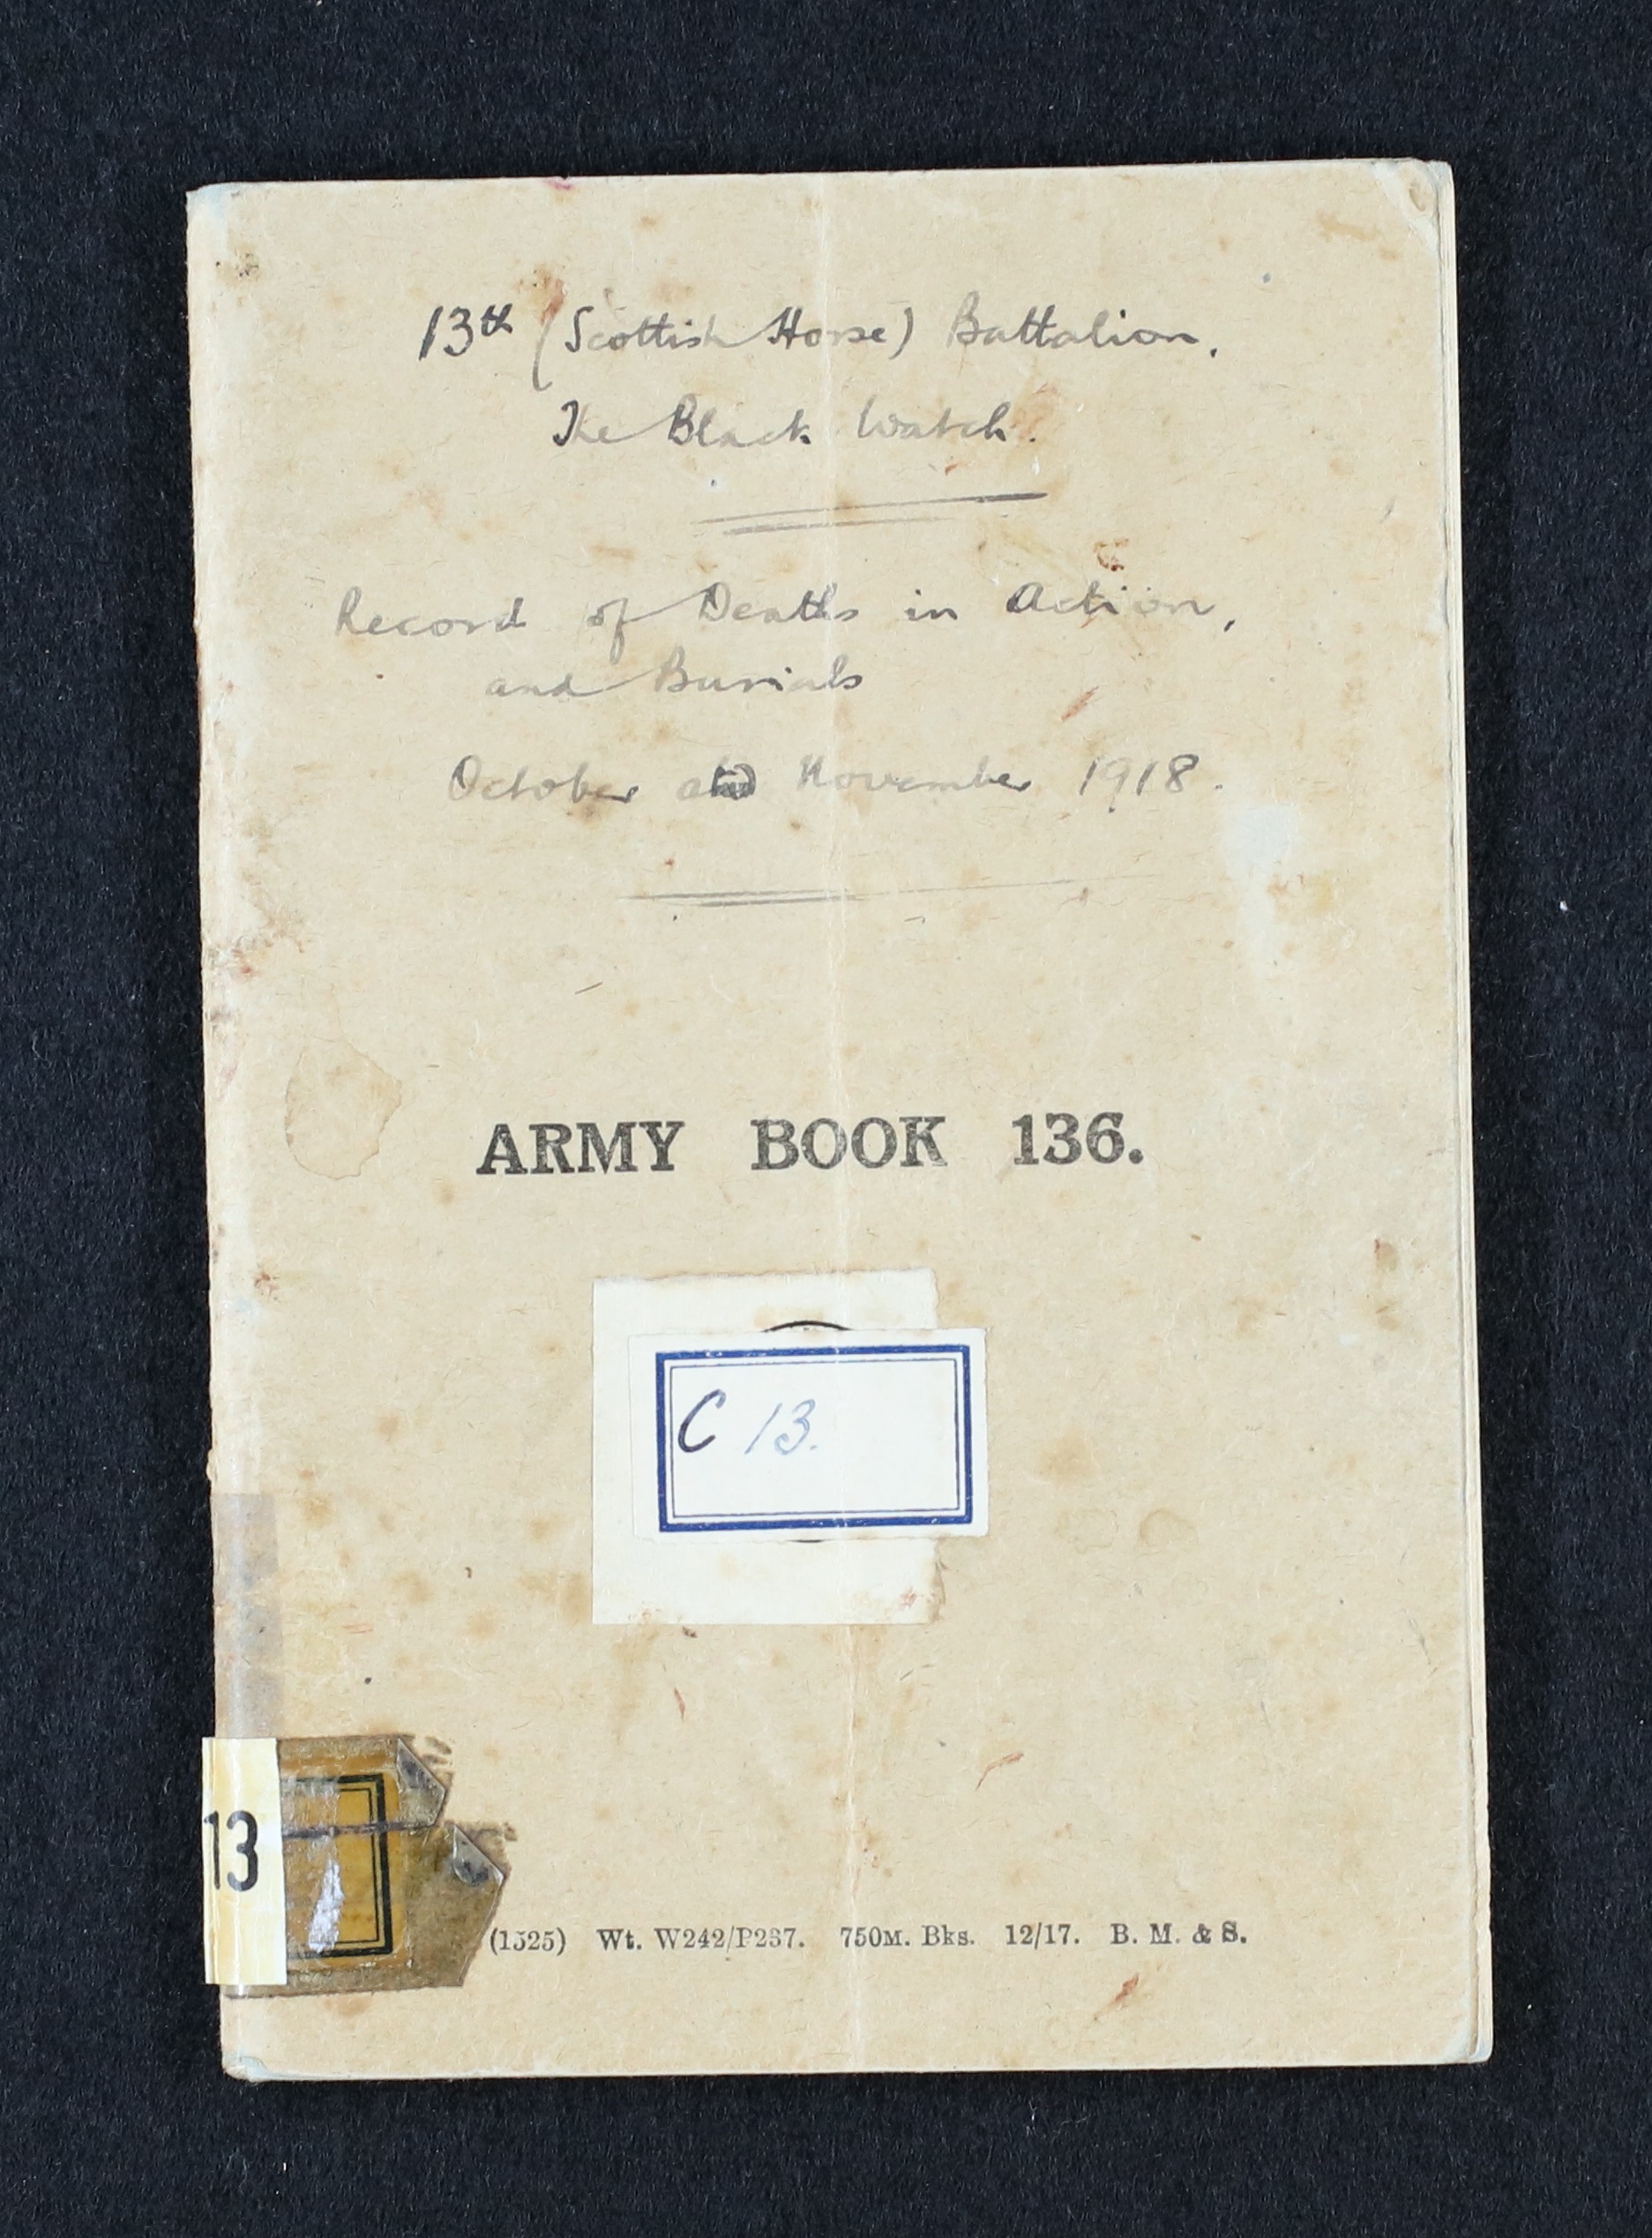 13th (Scottish Horse) Battalion,
The Black Watch.
Record of Deaths in Action,
and Burials
October and November 1918.
ARMY BOOK 136.
C 13.
13
(1525) Wt. W242/P237. 750M. Bks. 12/17. B. M. & S.